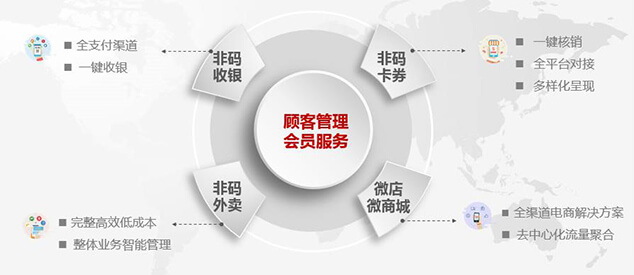 全支付渠道
一键收银
非码
收银
非码
卡券
一键核销
全平台对接
多样化呈现
顾客管理
会员服务
完整高效低成本
整体业务智能管理
非码
外卖
微店
微商城
全渠道电商解决方案
去中心化流量聚合